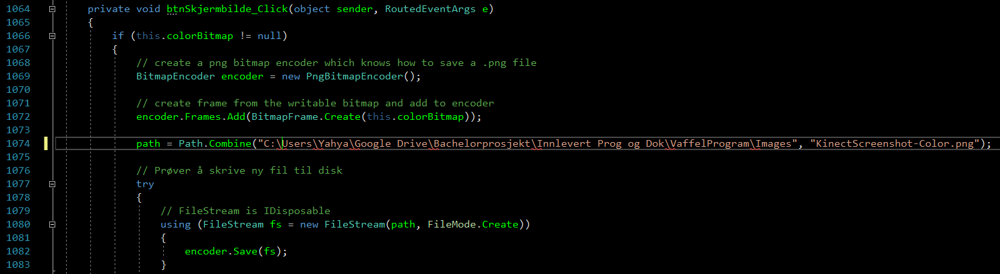 1064 private void btnSkjermbilde_Click(object sender, RoutedEventArgs e)
1065 {
1066 if (this.colorBitmap != null)
1067 {
1068 // create a png bitmap encoder which knows how to save a .png file
1069 BitmapEncoder encoder = new PngBitmapEncoder();
1070
1071 // create frame from the writable bitmap and add to encoder
1072 encoder.Frames.Add(BitmapFrame.Create(this.colorBitmap));
1073
1074 path = Path.Combine("C:\Users\Yahya\Google Drive\Bachelorprosjekt\Innlevert Prog og Dok\VaffelProgram\Images", "KinectScreenshot-Color.png");
1075
1076 // Prøver å skrive ny fil til disk
1077 try
1078 {
1079 // FileStream is IDisposable
1080 using (FileStream fs = new FileStream(path, FileMode.Create))
1081 {
1082 encoder.Save(fs);
1083 }